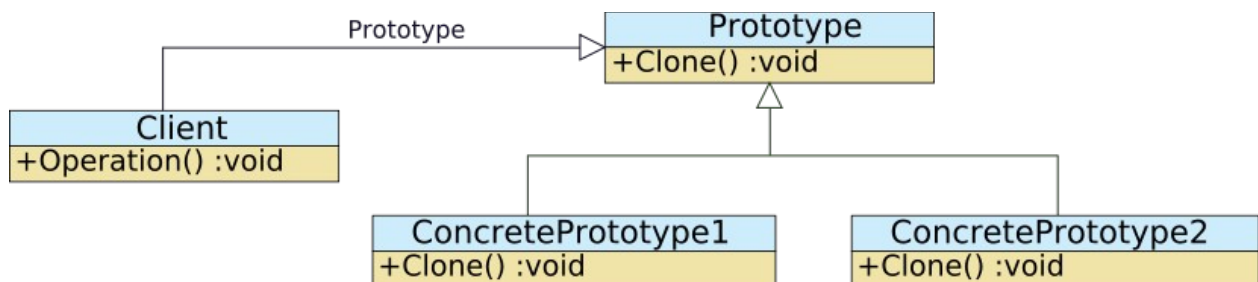 Prototype
Prototype
+Clone() :void
Client
+Operation() :void
ConcretePrototype1
+Clone() :void
ConcretePrototype2
+Clone() :void